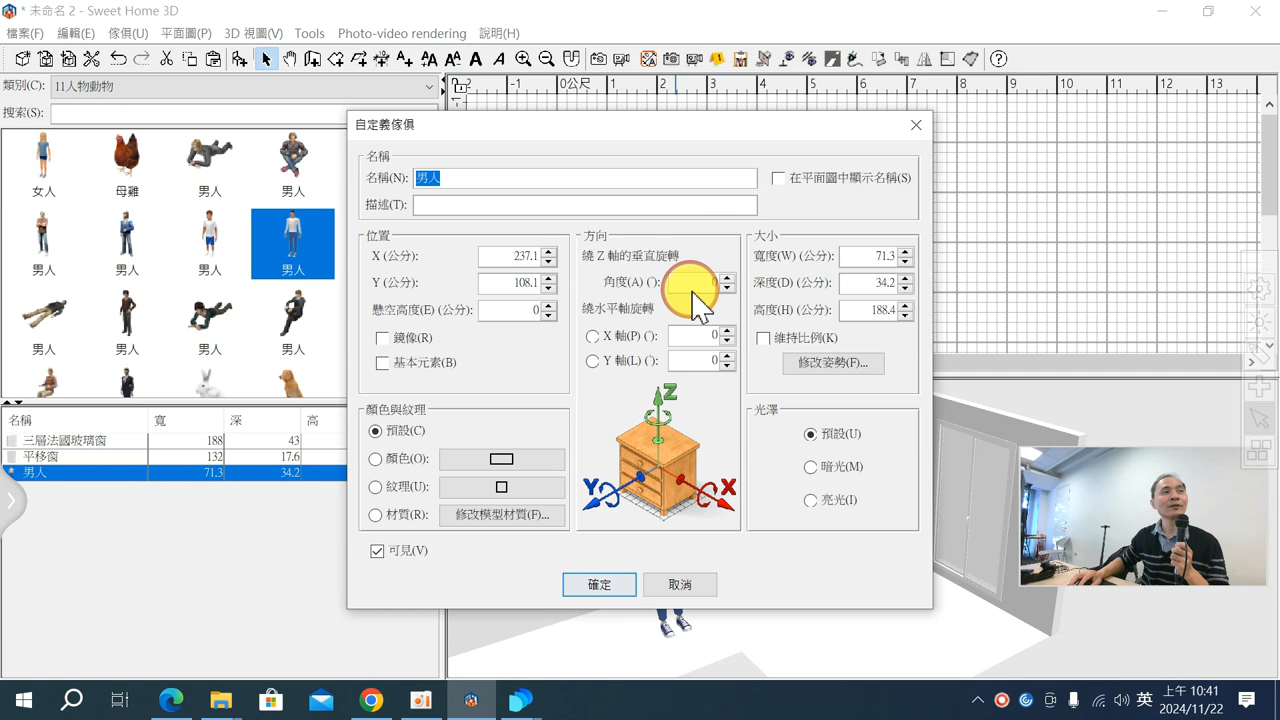 * 未命名 2 - Sweet Home 3D
檔案(F) 編輯(E) 傢俱(U) 平面圖(P) 3D 視圖(V) Tools Photo-video rendering 說明(H)
類別(C): 11人物動物
搜索(S):
女人 母雞 男人 男人
男人 男人 男人 男人
男人 男人 男人 男人
名稱 寬 深 高
三層法國玻璃窗 188 43
平移窗 132 17.6
男人 71.3 34.2
-2 -1 0公尺 1 2 3 4 5 6 7 8 9 10 11 12 13
自定義傢俱
名稱
名稱(N): 男人 在平面圖中顯示名稱(S)
描述(T):
位置
X (公分): 237.1
Y (公分): 108.1
懸空高度(E) (公分): 0
鏡像(R)
基本元素(B)
方向
繞 Z 軸的垂直旋轉
角度(A) (°): 0
繞水平軸旋轉
X 軸(P) (°): 0
Y 軸(L) (°): 0
Z
Y X
大小
寬度(W) (公分): 71.3
深度(D) (公分): 34.2
高度(H) (公分): 188.4
維持比例(K)
修改姿勢(F)...
顏色與紋理
預設(C)
顏色(O):
紋理(U):
材質(R): 修改模型材質(F)...
光澤
預設(U)
暗光(M)
亮光(I)
可見(V)
確定 取消
英 上午 10:41
2024/11/22